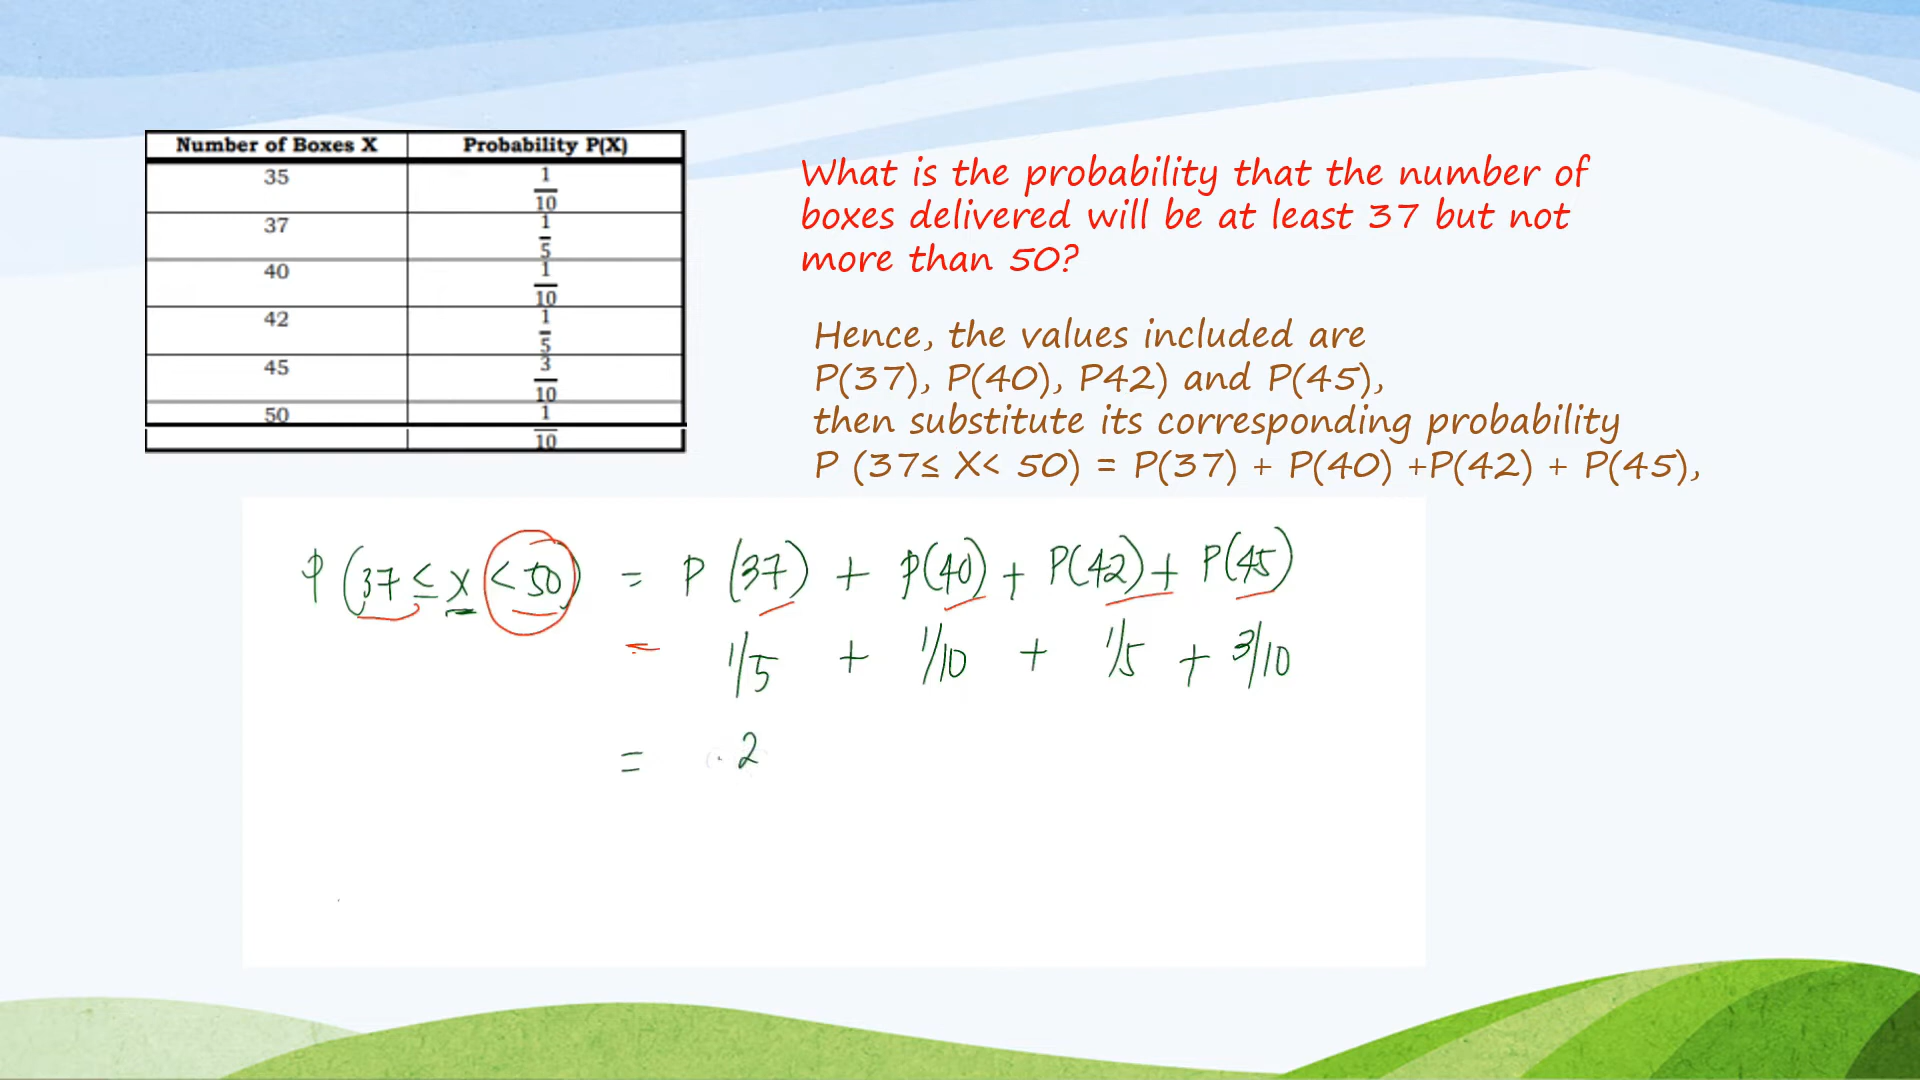 Number of Boxes X Probability P(X)
35 1/10
37 1/5
40 1/10
42 1/5
45 3/10
50 1/10
What is the probability that the number of
boxes delivered will be at least 37 but not
more than 50?
Hence, the values included are
P(37), P(40), P42) and P(45),
then substitute its corresponding probability
P (37≤ X< 50) = P(37) + P(40) +P(42) + P(45),
P (37 ≤ x < 50) = P (37) + P(40) + P(42) + P(45)
= 1/5 + 1/10 + 1/5 + 3/10
= .2